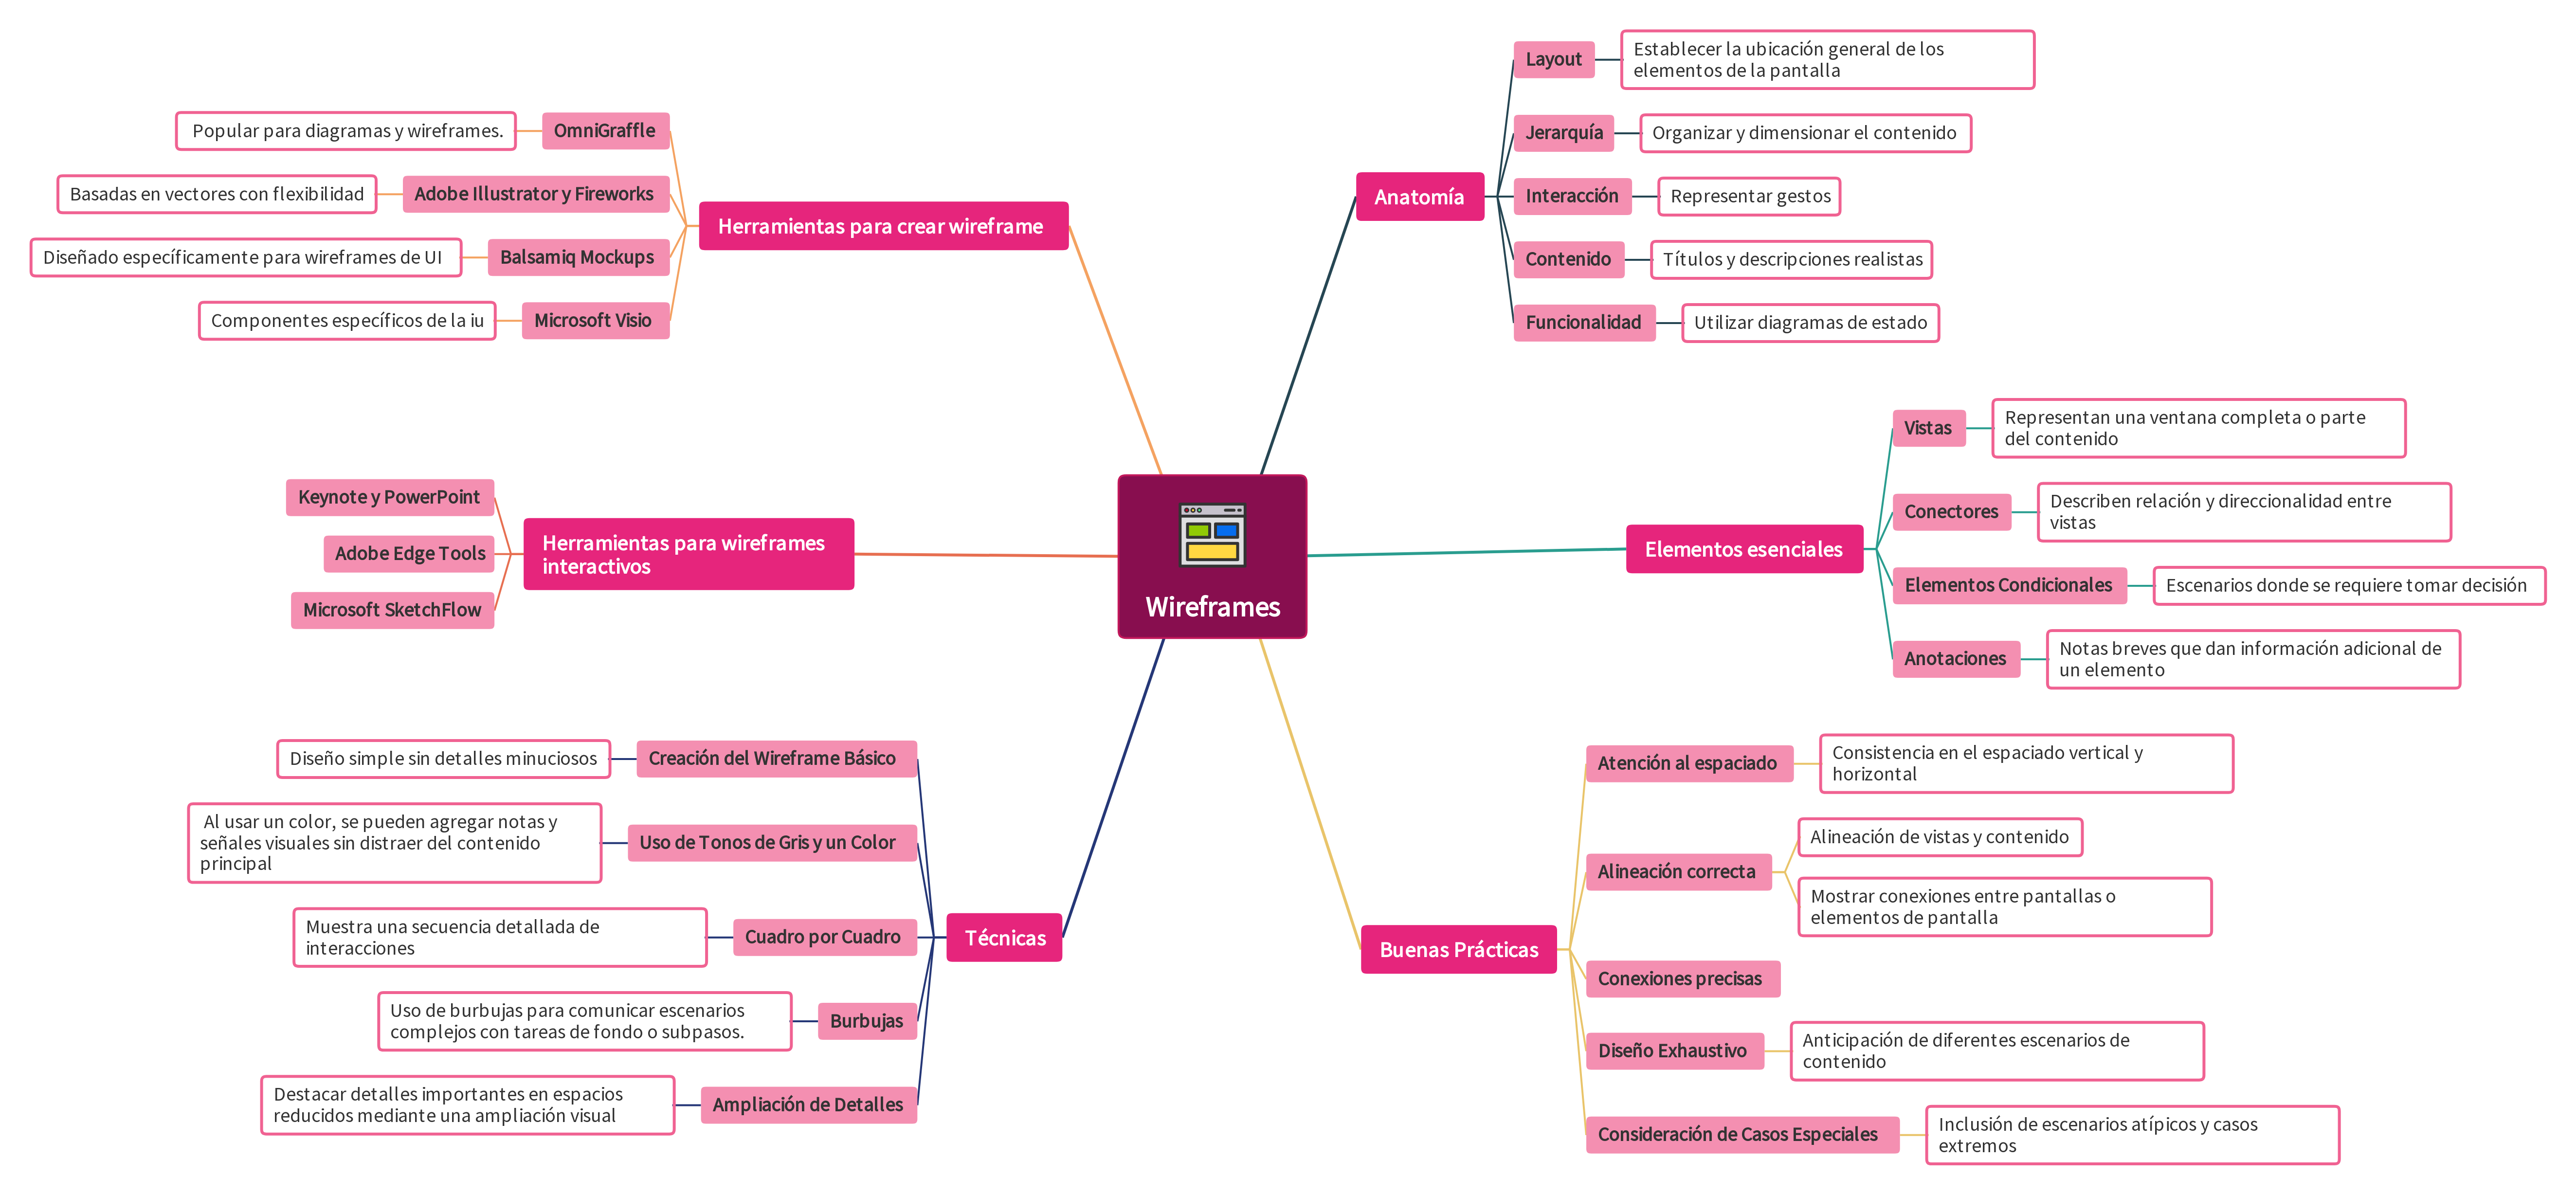 Wireframes
Anatomía
Layout
Establecer la ubicación general de los
elementos de la pantalla
Jerarquía
Organizar y dimensionar el contenido
Interacción
Representar gestos
Contenido
Títulos y descripciones realistas
Funcionalidad
Utilizar diagramas de estado
Elementos esenciales
Vistas
Representan una ventana completa o parte
del contenido
Conectores
Describen relación y direccionalidad entre
vistas
Elementos Condicionales
Escenarios donde se requiere tomar decisión
Anotaciones
Notas breves que dan información adicional de
un elemento
Buenas Prácticas
Atención al espaciado
Consistencia en el espaciado vertical y
horizontal
Alineación correcta
Alineación de vistas y contenido
Mostrar conexiones entre pantallas o
elementos de pantalla
Conexiones precisas
Diseño Exhaustivo
Anticipación de diferentes escenarios de
contenido
Consideración de Casos Especiales
Inclusión de escenarios atípicos y casos
extremos
Herramientas para crear wireframe
OmniGraffle
Popular para diagramas y wireframes.
Adobe Illustrator y Fireworks
Basadas en vectores con flexibilidad
Balsamiq Mockups
Diseñado específicamente para wireframes de UI
Microsoft Visio
Componentes específicos de la iu
Herramientas para wireframes
interactivos
Keynote y PowerPoint
Adobe Edge Tools
Microsoft SketchFlow
Técnicas
Creación del Wireframe Básico
Diseño simple sin detalles minuciosos
Uso de Tonos de Gris y un Color
Al usar un color, se pueden agregar notas y
señales visuales sin distraer del contenido
principal
Cuadro por Cuadro
Muestra una secuencia detallada de
interacciones
Burbujas
Uso de burbujas para comunicar escenarios
complejos con tareas de fondo o subpasos.
Ampliación de Detalles
Destacar detalles importantes en espacios
reducidos mediante una ampliación visual